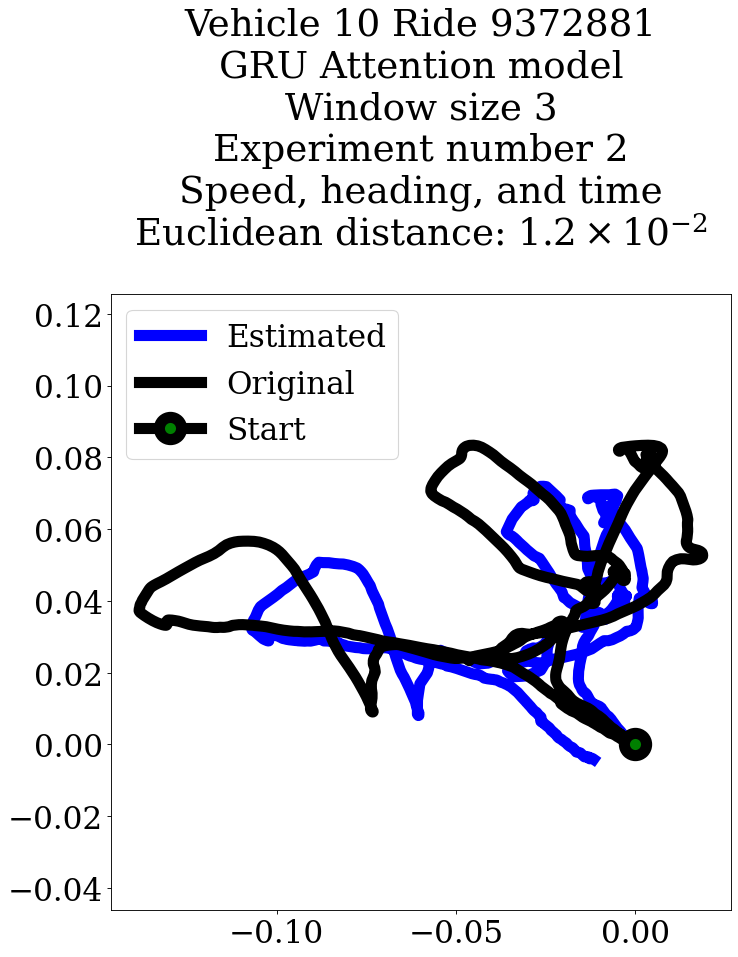 Vehicle 10 Ride 9372881
GRU Attention model
Window size 3
Experiment number 2
Speed, heading, and time
Euclidean distance: 1.2 × 10⁻²
0.12
0.10
0.08
0.06
0.04
0.02
0.00
−0.02
−0.04
Estimated
Original
Start
−0.10
−0.05
0.00